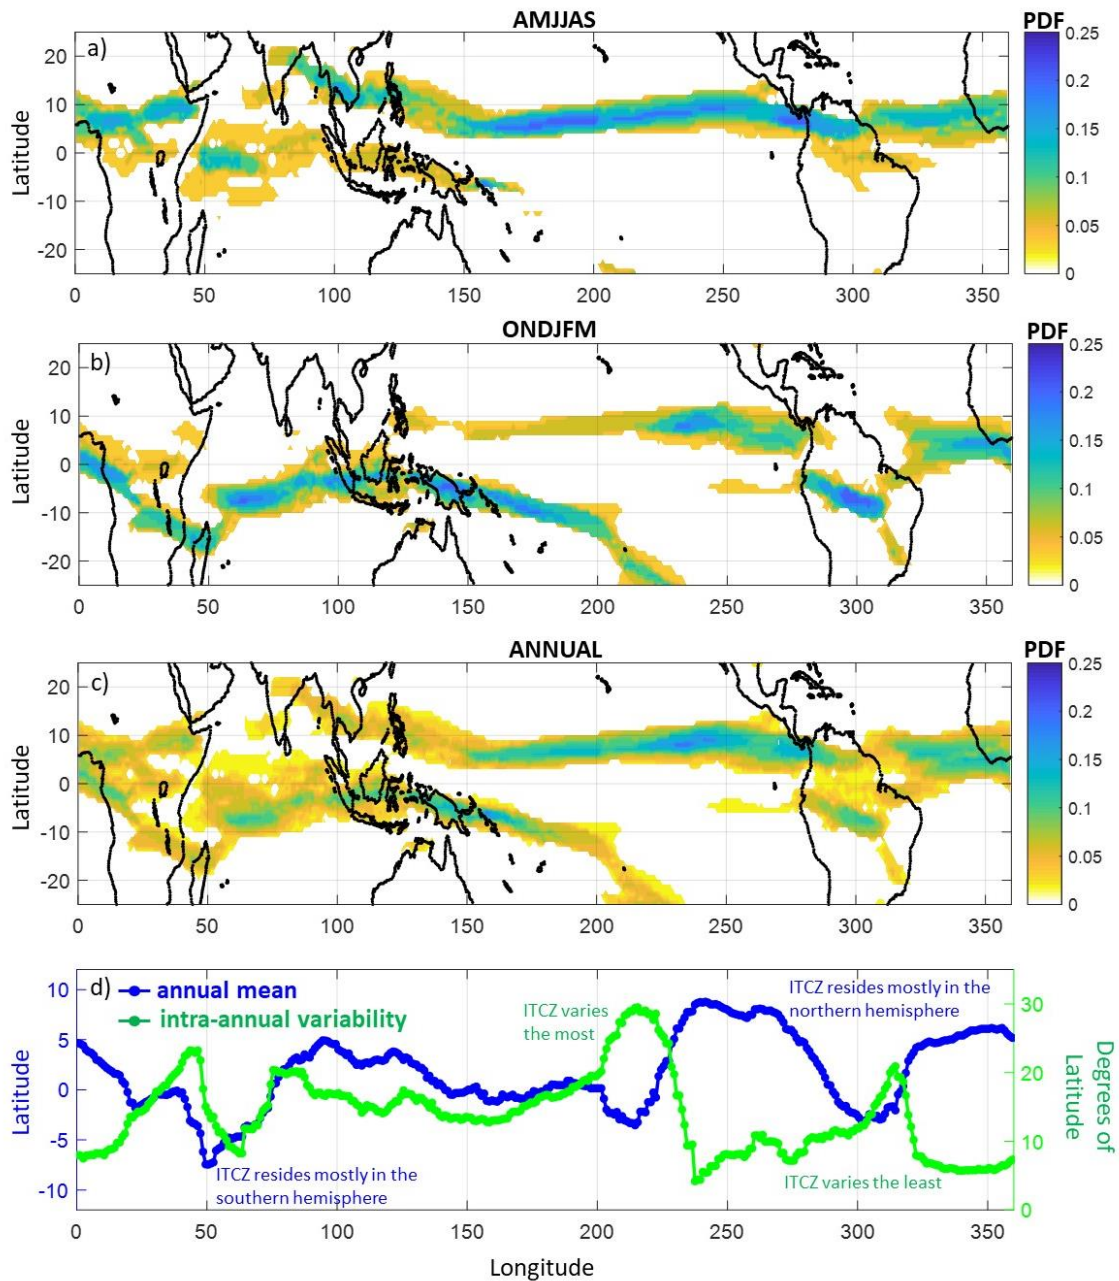 AMJJAS
PDF
a)
20
10
0
-10
-20
Latitude
0 50 100 150 200 250 300 350
0.25
0.2
0.15
0.1
0.05
0
ONDJFM
PDF
b)
20
10
0
-10
-20
Latitude
0 50 100 150 200 250 300 350
0.25
0.2
0.15
0.1
0.05
0
ANNUAL
PDF
c)
20
10
0
-10
-20
Latitude
0 50 100 150 200 250 300 350
0.25
0.2
0.15
0.1
0.05
0
d)
annual mean
intra-annual variability
ITCZ varies
the most
ITCZ resides mostly in the
northern hemisphere
ITCZ resides mostly in the
southern hemisphere
ITCZ varies the least
10
5
0
-5
-10
Latitude
30
20
10
0
Degrees of
Latitude
0 50 100 150 200 250 300 350
Longitude